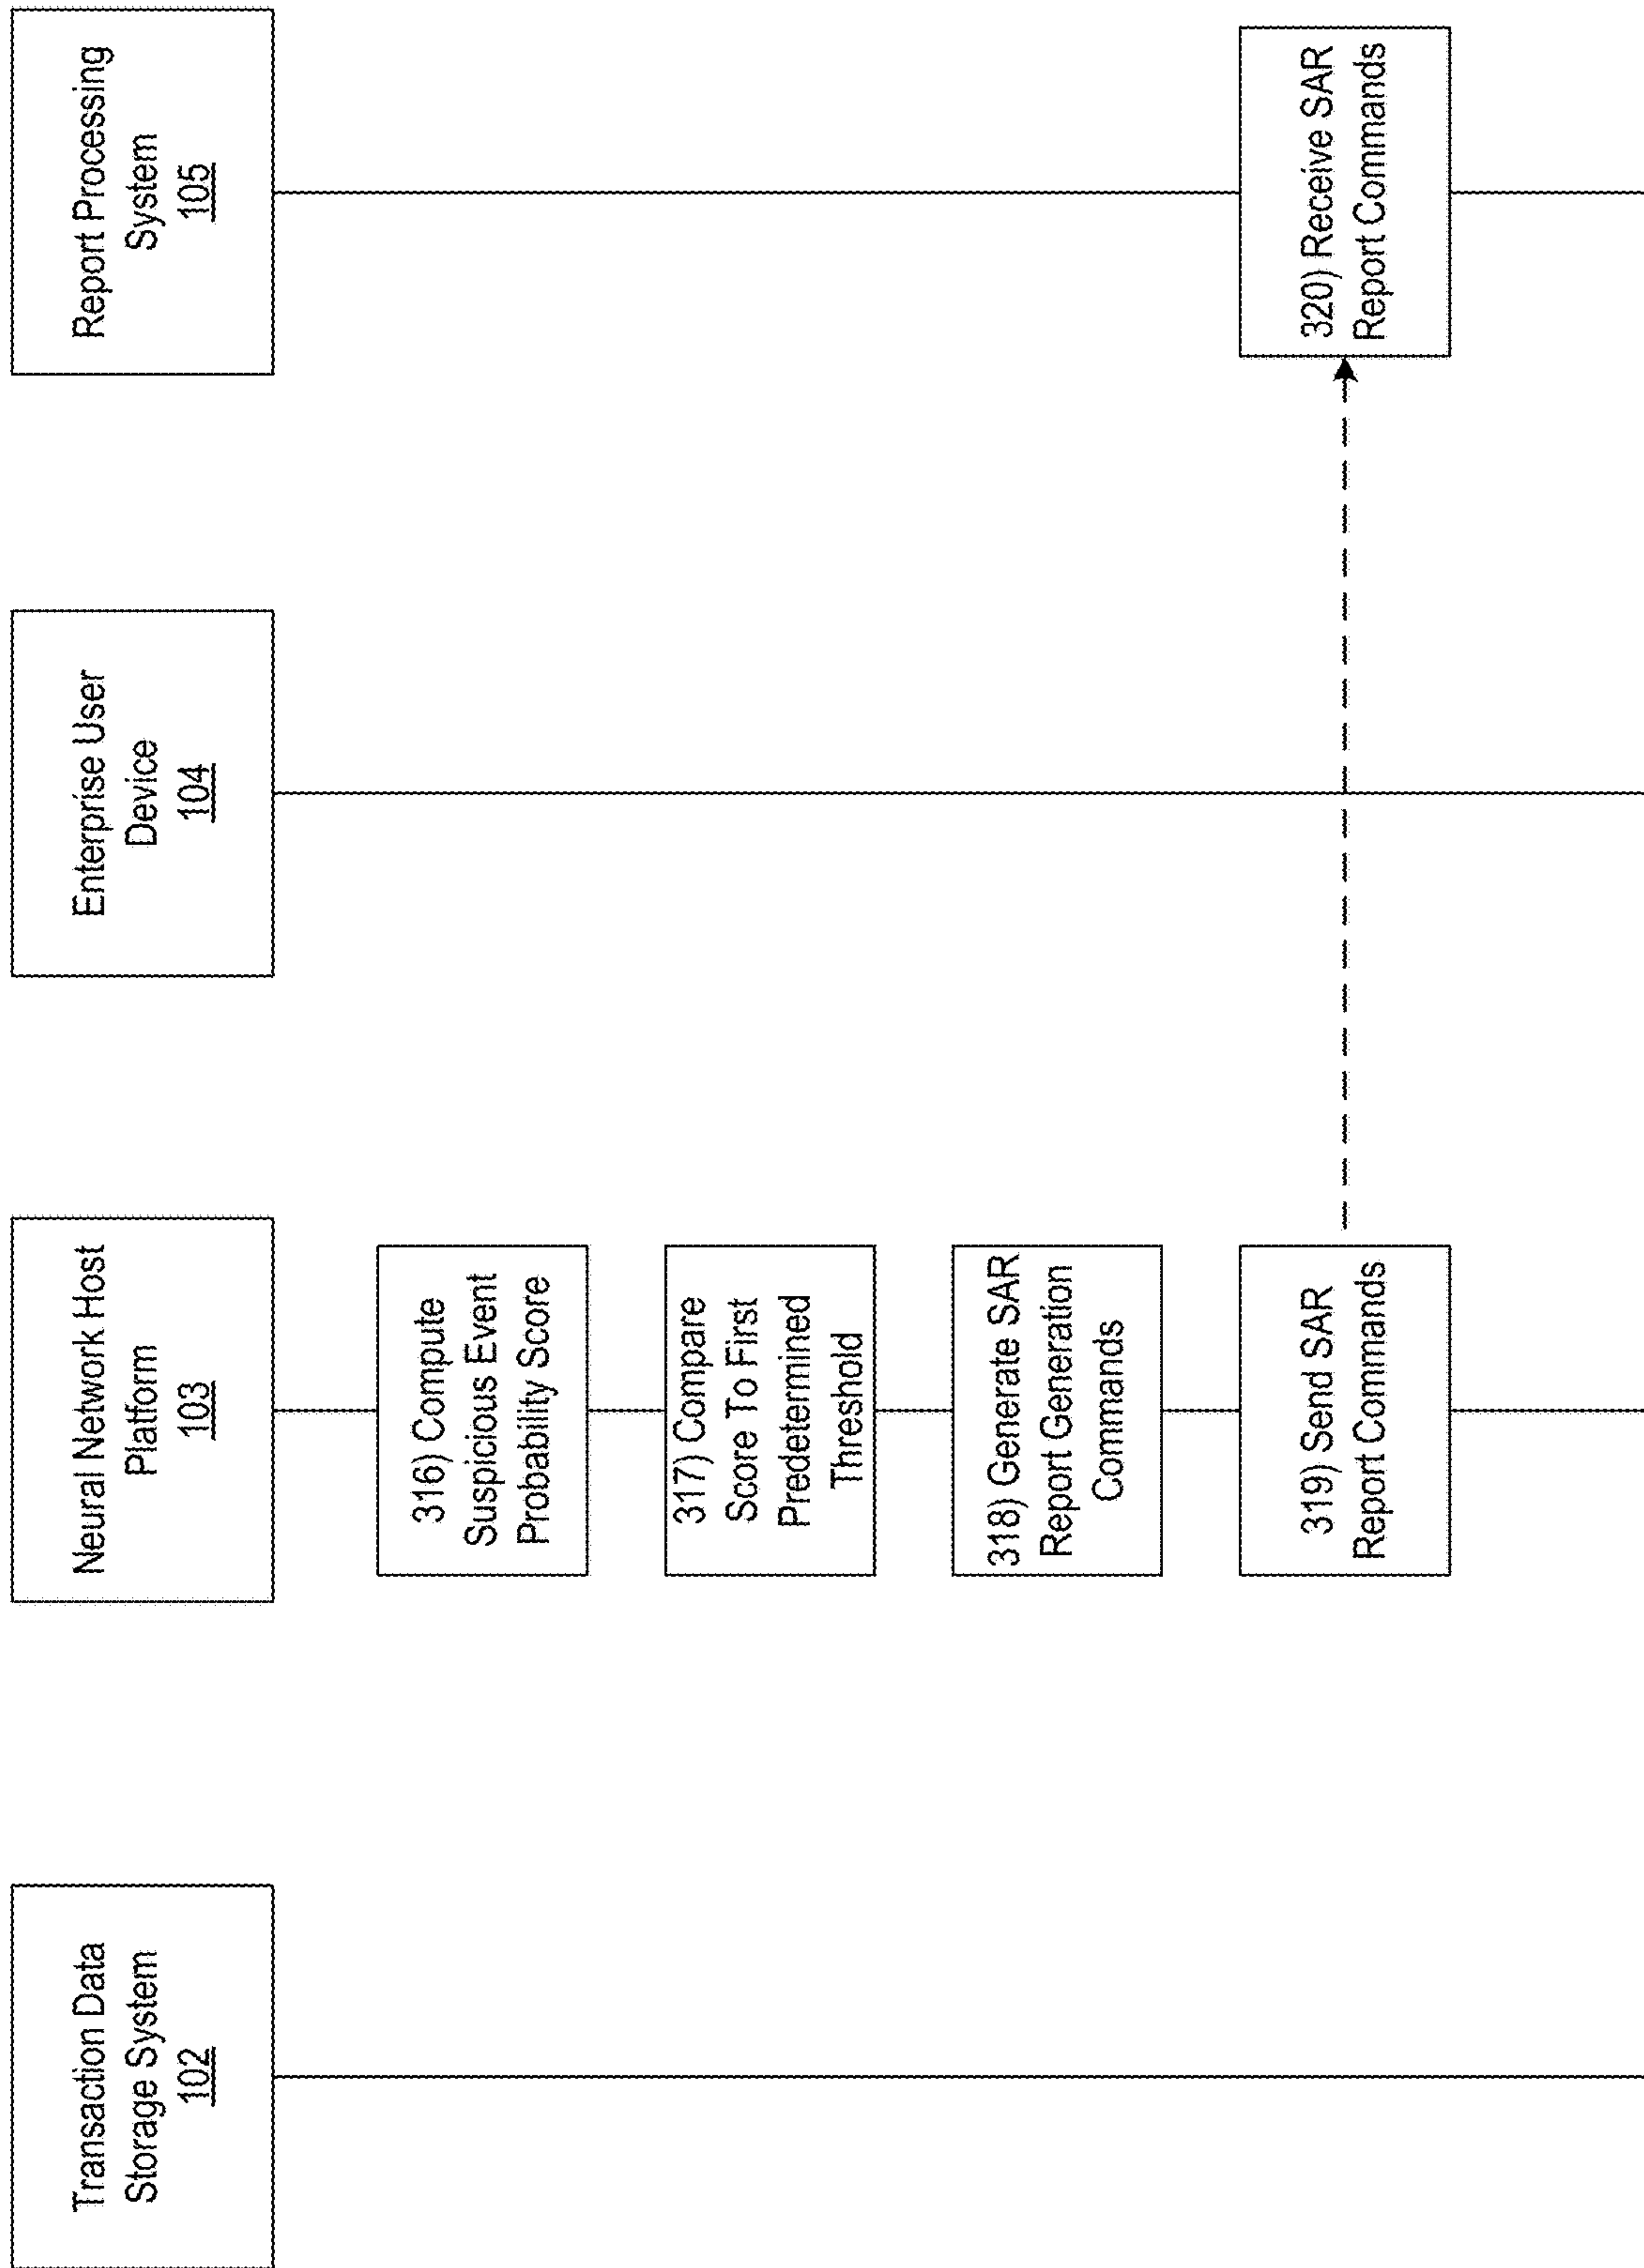 Transaction Data
Storage System
102
Neural Network Host
Platform
103
Enterprise User
Device
104
Report Processing
System
105
316) Compute
Suspicious Event
Probability Score
317) Compare
Score To First
Predetermined
Threshold
318) Generate SAR
Report Generation
Commands
319) Send SAR
Report Commands
320) Receive SAR
Report Commands